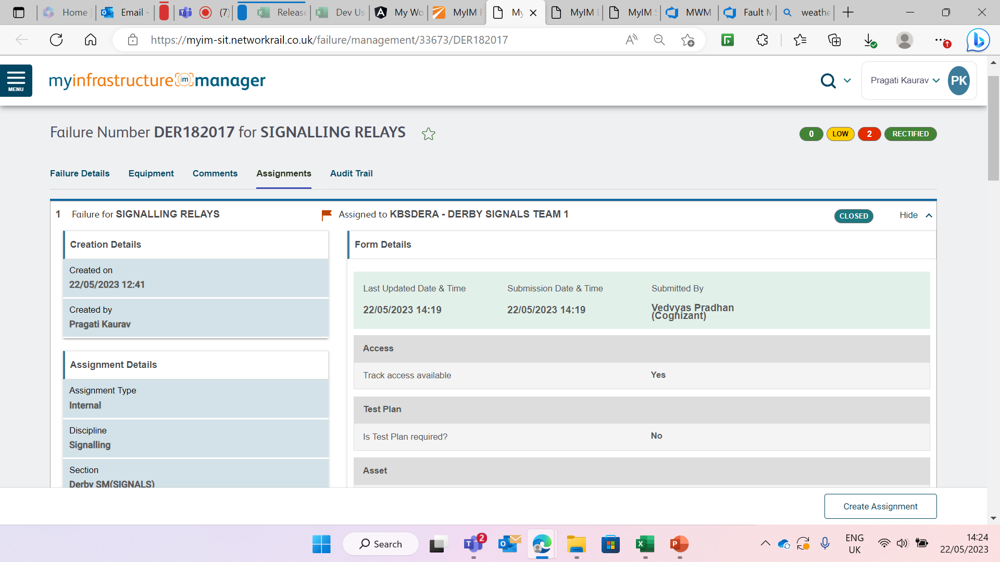 Home
Email -
(7)
Release
Dev Us
My Wo
MyIM F
My
MyIM
MyIM S
MWM
Fault M
weathe
https://myim-sit.networkrail.co.uk/failure/management/33673/DER182017
MENU
myinfrastructure im manager
Pragati Kaurav
PK
Failure Number DER182017 for SIGNALLING RELAYS
0
LOW
2
RECTIFIED
Failure Details
Equipment
Comments
Assignments
Audit Trail
1 Failure for SIGNALLING RELAYS
Assigned to KBSDERA - DERBY SIGNALS TEAM 1
CLOSED
Hide
Creation Details
Created on
22/05/2023 12:41
Created by
Pragati Kaurav
Assignment Details
Assignment Type
Internal
Discipline
Signalling
Section
Derby SM(SIGNALS)
Form Details
Last Updated Date & Time
22/05/2023 14:19
Submission Date & Time
22/05/2023 14:19
Submitted By
Vedvyas Pradhan
(Cognizant)
Access
Track access available
Yes
Test Plan
Is Test Plan required?
No
Asset
Create Assignment
Search
2
ENG
UK
14:24
22/05/2023